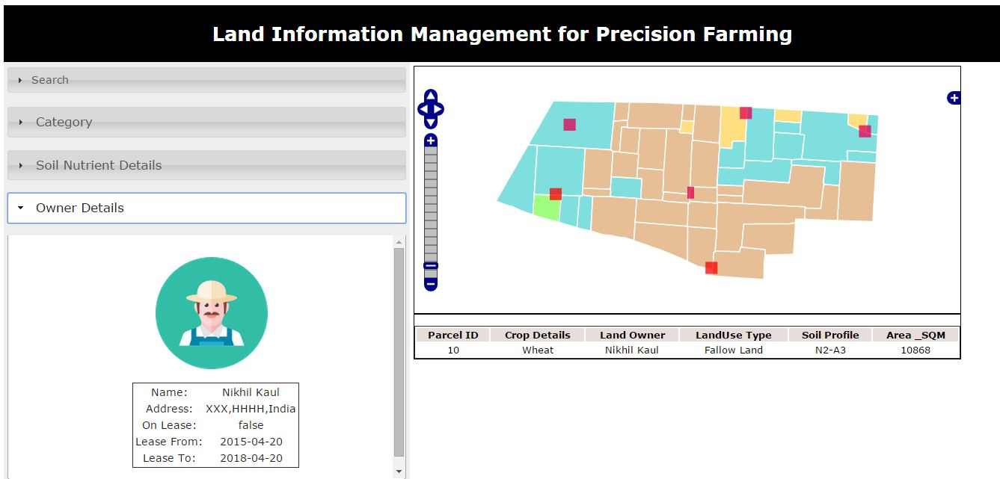 Land Information Management for Precision Farming
Search
Category
Soil Nutrient Details
Owner Details
Name: Nikhil Kaul
Address: XXX,HHHH,India
On Lease: false
Lease From: 2015-04-20
Lease To: 2018-04-20
Parcel ID Crop Details Land Owner LandUse Type Soil Profile Area _SQM
10 Wheat Nikhil Kaul Fallow Land N2-A3 10868